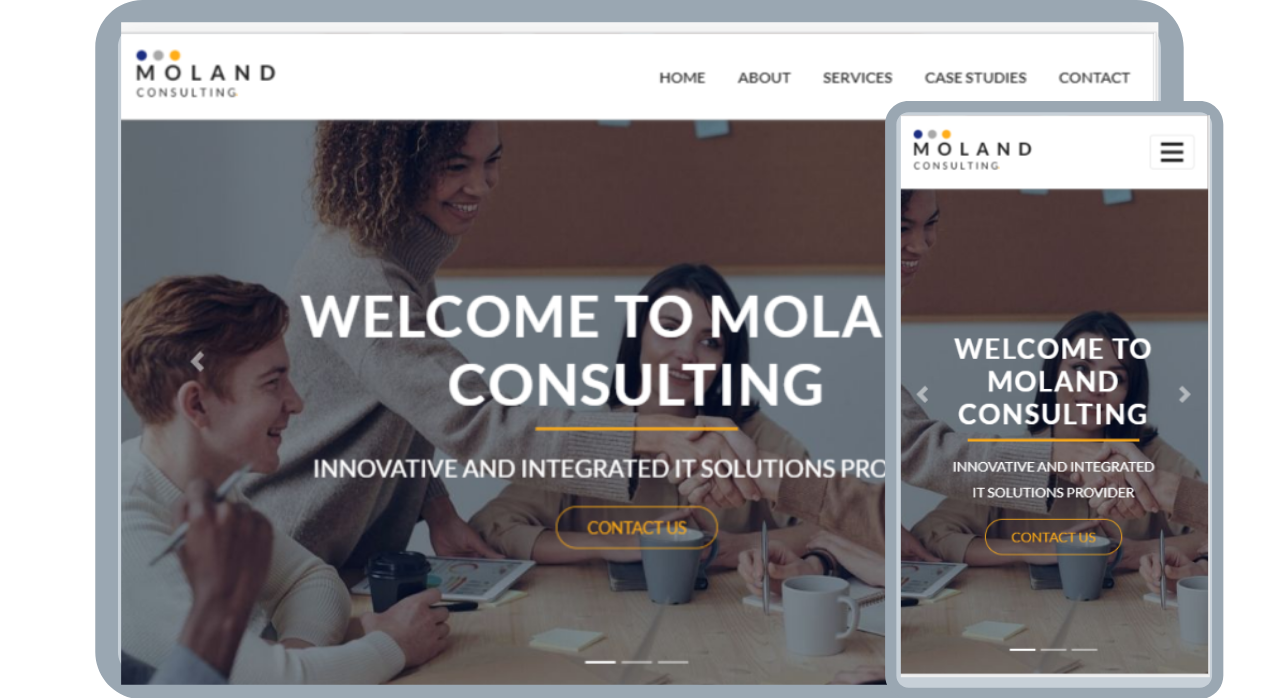 MOLAND
CONSULTING
HOME ABOUT SERVICES CASE STUDIES CONTACT
WELCOME TO MOLA
CONSULTING
INNOVATIVE AND INTEGRATED IT SOLUTIONS PRO
CONTACT US
MOLAND
CONSULTING
WELCOME TO
MOLAND
CONSULTING
INNOVATIVE AND INTEGRATED
IT SOLUTIONS PROVIDER
CONTACT US